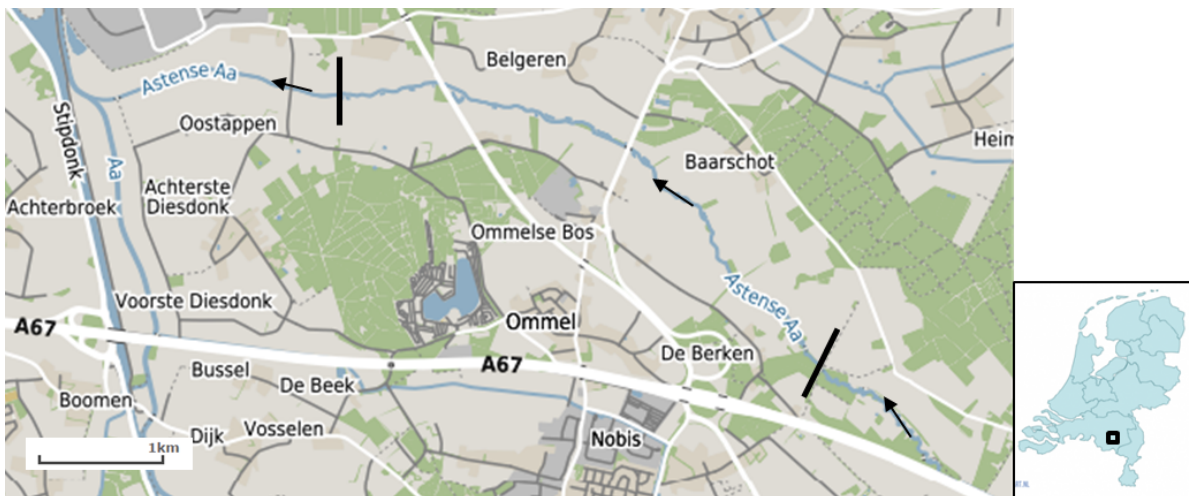 Belgeren
Astense Aa
Stipdonk
Oostappen
Heim
Baarschot
Aa
Achterste
Diesdonk
Achterbroek
Ommelse Bos
Astense Aa
Voorste Diesdonk
A67
Ommel
De Berken
A67
Bussel
De Beek
Boomen
Dijk
Vosselen
Nobis
1km